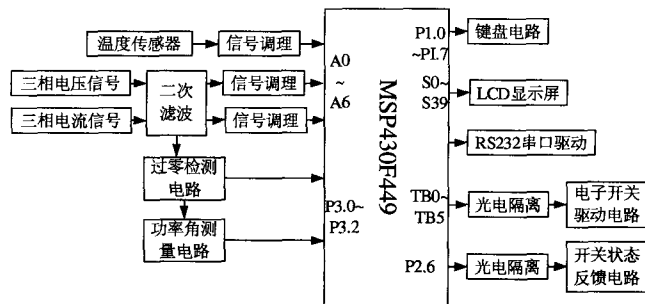 温度传感器
信号调理
三相电压信号
二次
滤波
信号调理
三相电流信号
信号调理
过零检测
电路
功率角测
量电路
A0
~
A6
P3.0~
P3.2
MSP430F449
P1.0
~PI.7
S0~
S39
TB0~
TB5
P2.6
键盘电路
LCD显示屏
RS232串口驱动
光电隔离
电子开关
驱动电路
光电隔离
开关状态
反馈电路